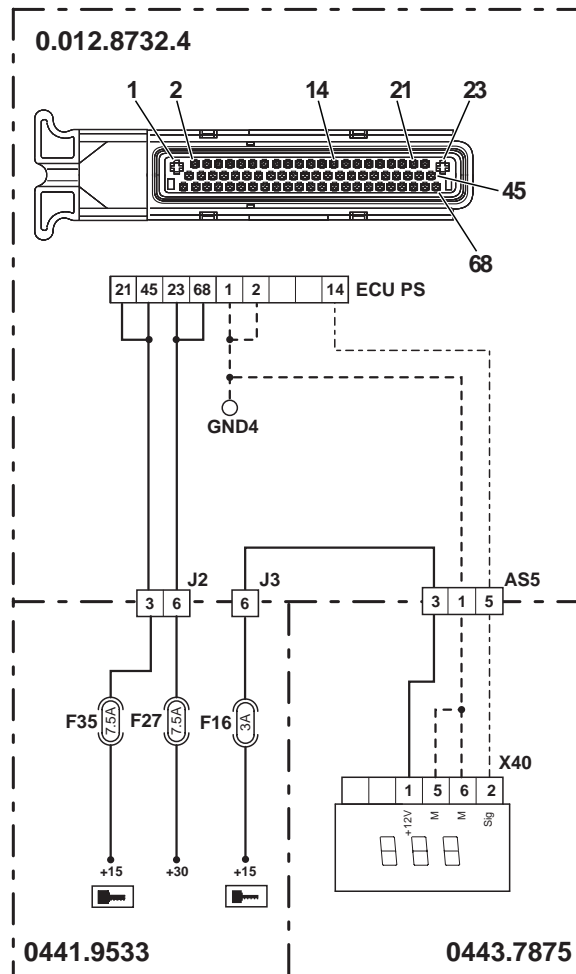 0.012.8732.4
1 2 14 21 23
45
68
21 45 23 68 1 2 14 ECU PS
GND4
J2 J3 AS5
3 6 6 3 1 5
F35 7.5A F27 7.5A F16 3A
X40
1 5 6 2
+12V M M Sig
+15 +30 +15
0441.9533 0443.7875